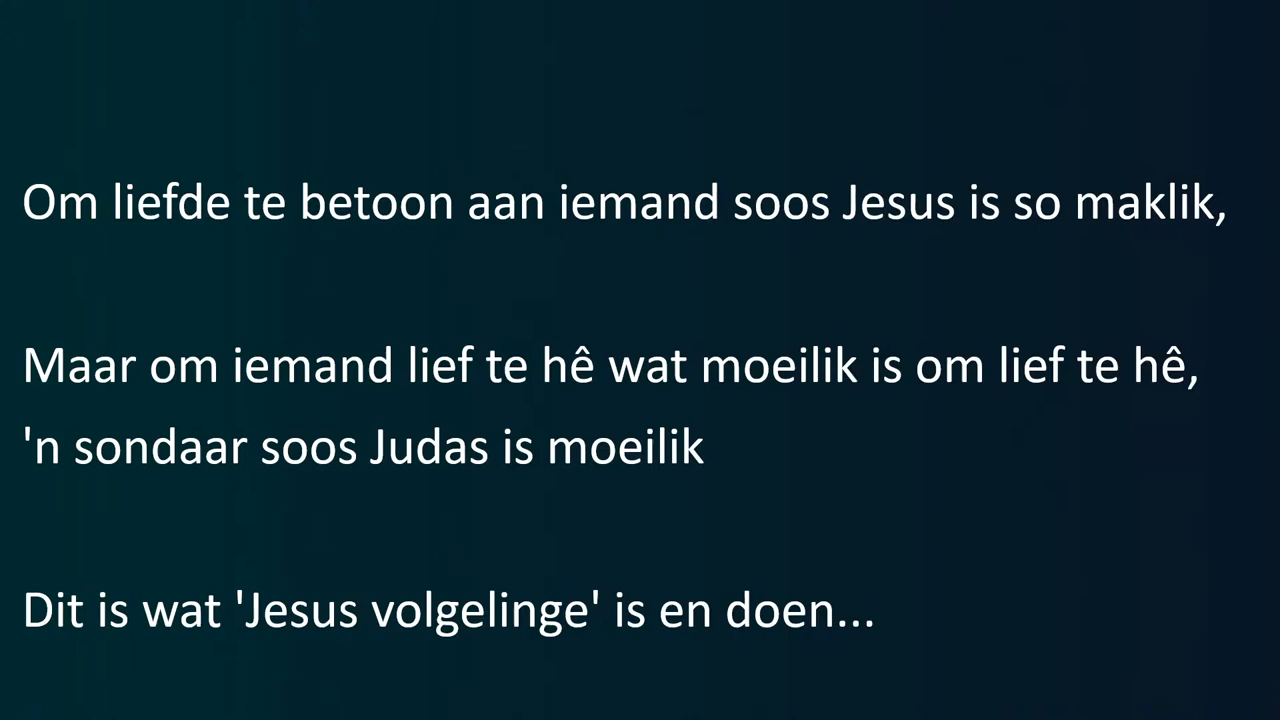 Om liefde te betoon aan iemand soos Jesus is so maklik,
Maar om iemand lief te hê wat moeilik is om lief te hê,
'n sondaar soos Judas is moeilik
Dit is wat 'Jesus volgelinge' is en doen...